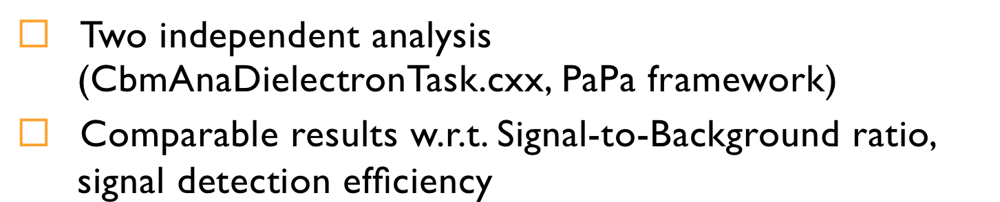 Two independent analysis
(CbmAnaDielectronTask.cxx, PaPa framework)
Comparable results w.r.t. Signal-to-Background ratio,
signal detection efficiency